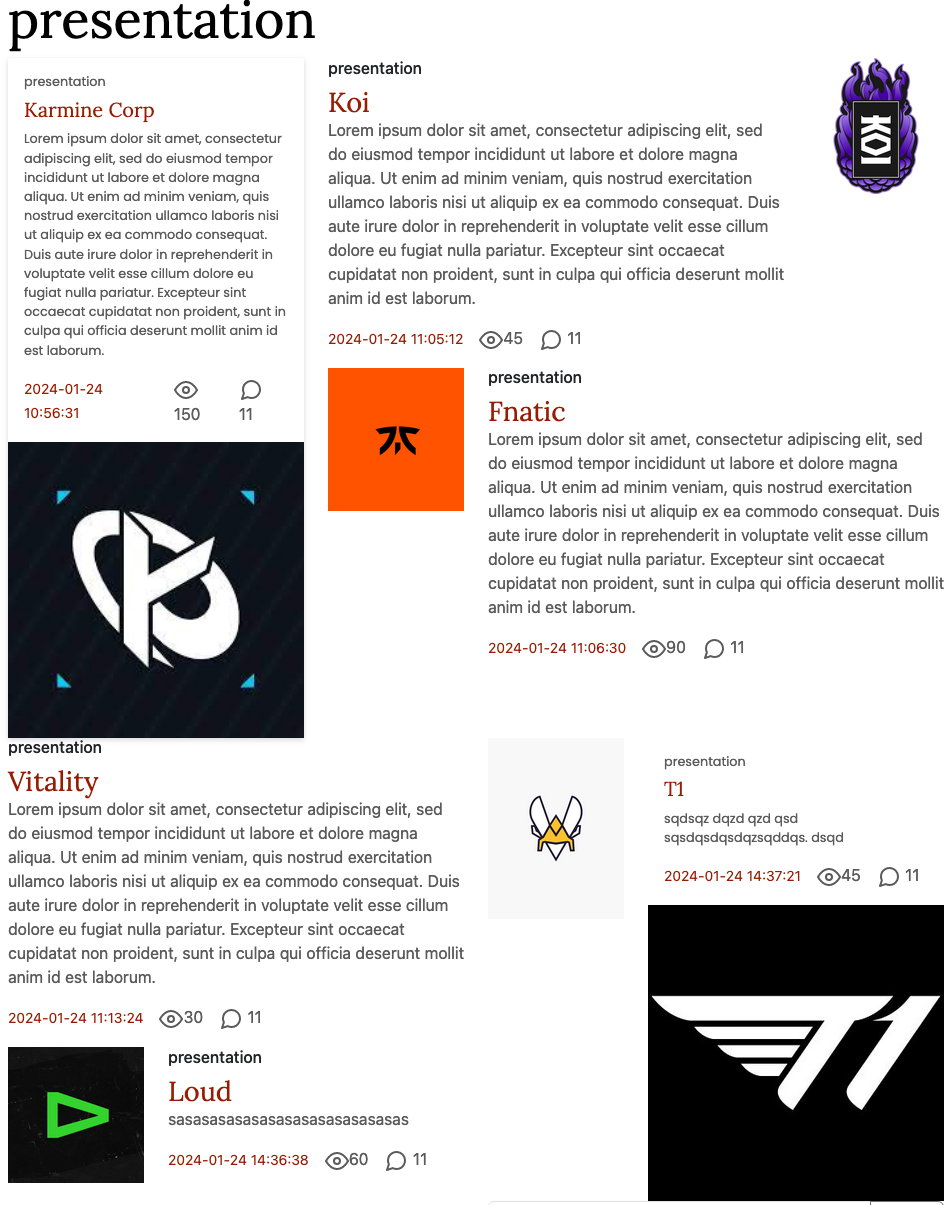 presentation
presentation
Karmine Corp
Lorem ipsum dolor sit amet, consectetur
adipiscing elit, sed do eiusmod tempor
incididunt ut labore et dolore magna
aliqua. Ut enim ad minim veniam, quis
nostrud exercitation ullamco laboris nisi
ut aliquip ex ea commodo consequat.
Duis aute irure dolor in reprehenderit in
voluptate velit esse cillum dolore eu
fugiat nulla pariatur. Excepteur sint
occaecat cupidatat non proident, sunt in
culpa qui officia deserunt mollit anim id
est laborum.
2024-01-24
10:56:31
150
11
presentation
Koi
Lorem ipsum dolor sit amet, consectetur adipiscing elit, sed
do eiusmod tempor incididunt ut labore et dolore magna
aliqua. Ut enim ad minim veniam, quis nostrud exercitation
ullamco laboris nisi ut aliquip ex ea commodo consequat. Duis
aute irure dolor in reprehenderit in voluptate velit esse cillum
dolore eu fugiat nulla pariatur. Excepteur sint occaecat
cupidatat non proident, sunt in culpa qui officia deserunt mollit
anim id est laborum.
2024-01-24 11:05:12 45 11
KOI
presentation
Fnatic
Lorem ipsum dolor sit amet, consectetur adipiscing elit, sed
do eiusmod tempor incididunt ut labore et dolore magna
aliqua. Ut enim ad minim veniam, quis nostrud exercitation
ullamco laboris nisi ut aliquip ex ea commodo consequat. Duis
aute irure dolor in reprehenderit in voluptate velit esse cillum
dolore eu fugiat nulla pariatur. Excepteur sint occaecat
cupidatat non proident, sunt in culpa qui officia deserunt mollit
anim id est laborum.
2024-01-24 11:06:30 90 11
presentation
Vitality
Lorem ipsum dolor sit amet, consectetur adipiscing elit, sed
do eiusmod tempor incididunt ut labore et dolore magna
aliqua. Ut enim ad minim veniam, quis nostrud exercitation
ullamco laboris nisi ut aliquip ex ea commodo consequat. Duis
aute irure dolor in reprehenderit in voluptate velit esse cillum
dolore eu fugiat nulla pariatur. Excepteur sint occaecat
cupidatat non proident, sunt in culpa qui officia deserunt mollit
anim id est laborum.
2024-01-24 11:13:24 30 11
presentation
T1
sqdsqz dqzd qzd qsd
sqsdqsdqsdqzsqddqs. dsqd
2024-01-24 14:37:21 45 11
T1
presentation
Loud
sasasasasasasasasasasasasasas
2024-01-24 14:36:38 60 11